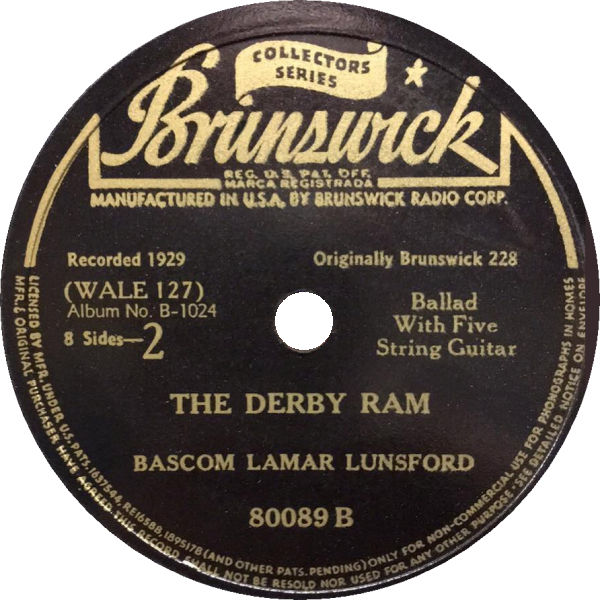 COLLECTORS
SERIES
Brunswick
REG. U.S. PAT. OFF.
MARCA REGISTRADA
MANUFACTURED IN U.S.A. BY BRUNSWICK RADIO CORP.
Recorded 1929
Originally Brunswick 228
(WALE 127)
Album No. B-1024
8 Sides—2
Ballad
With Five
String Guitar
THE DERBY RAM
BASCOM LAMAR LUNSFORD
80089 B
LICENSED BY MFR. UNDER U.S. PATS. 1637544, RE16588, 1895178 (AND OTHER PATS. PENDING) ONLY FOR NON-COMMERCIAL USE FOR PHONOGRAPHS IN HOMES
MFR. & ORIGINAL PURCHASER HAVE AGREED THIS RECORD SHALL NOT BE RESOLD NOR USED FOR ANY OTHER PURPOSE - SEE DETAILED NOTICE ON ENVELOPE